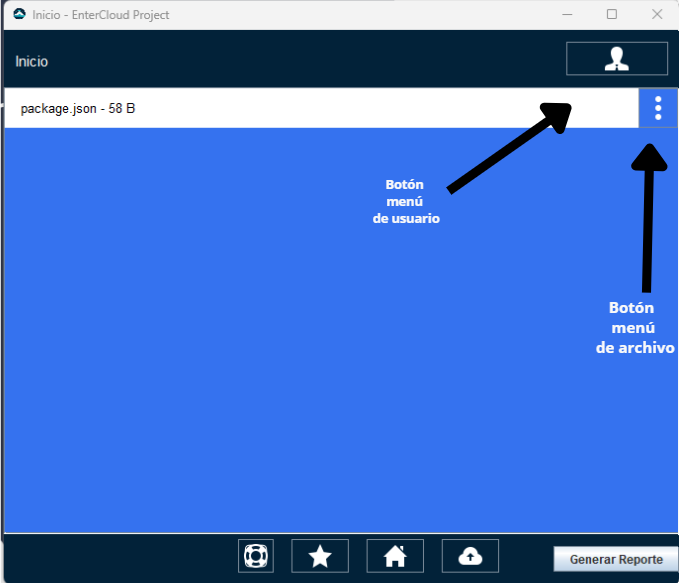 Inicio - EnterCloud Project
Inicio
package.json - 58 B
Botón
menú
de usuario
Botón
menú
de archivo
Generar Reporte